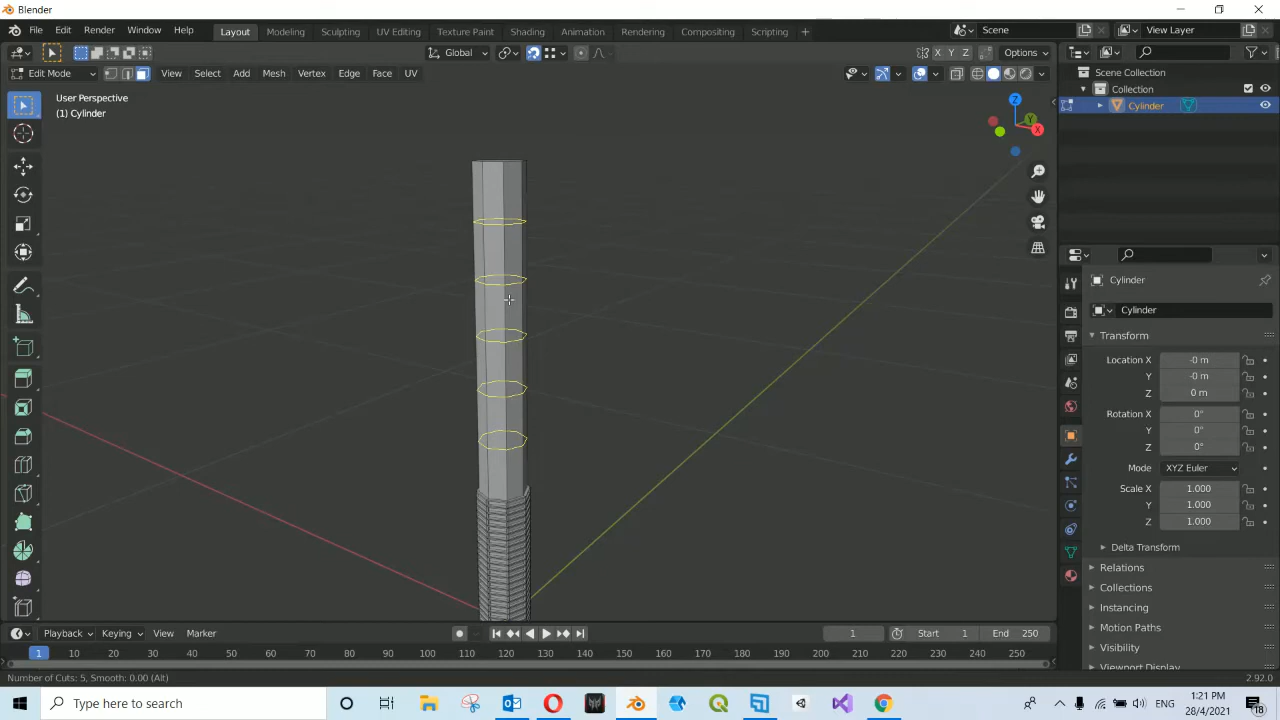 Blender
File Edit Render Window Help Layout Modeling Sculpting UV Editing Texture Paint Shading Animation Rendering Compositing Scripting + Scene View Layer
Global X Y Z Options
Edit Mode View Select Add Mesh Vertex Edge Face UV
Scene Collection
Collection
Cylinder
User Perspective
(1) Cylinder
Z
Y
X
Cylinder
Cylinder
Transform
Location X -0 m
Y -0 m
Z 0 m
Rotation X 0°
Y 0°
Z 0°
Mode XYZ Euler
Scale X 1.000
Y 1.000
Z 1.000
Delta Transform
Relations
Collections
Instancing
Motion Paths
Visibility
Viewport Display
Playback Keying View Marker 1 Start 1 End 250
1 10 20 30 40 50 60 70 80 90 100 110 120 130 140 150 160 170 180 190 200 210 220 230 240 250
Number of Cuts: 5, Smooth: 0.00 (Alt) 2.92.0
Type here to search
ENG
1:21 PM
28/4/2021
18